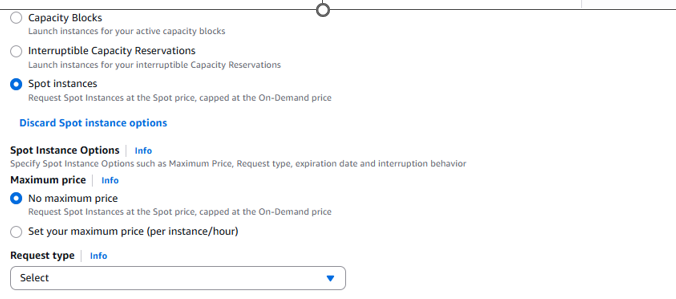 Capacity Blocks
Launch instances for your active capacity blocks
Interruptible Capacity Reservations
Launch instances for your interruptible Capacity Reservations
Spot instances
Request Spot Instances at the Spot price, capped at the On-Demand price
Discard Spot instance options
Spot Instance Options Info
Specify Spot Instance Options such as Maximum Price, Request type, expiration date and interruption behavior
Maximum price Info
No maximum price
Request Spot Instances at the Spot price, capped at the On-Demand price
Set your maximum price (per instance/hour)
Request type Info
Select